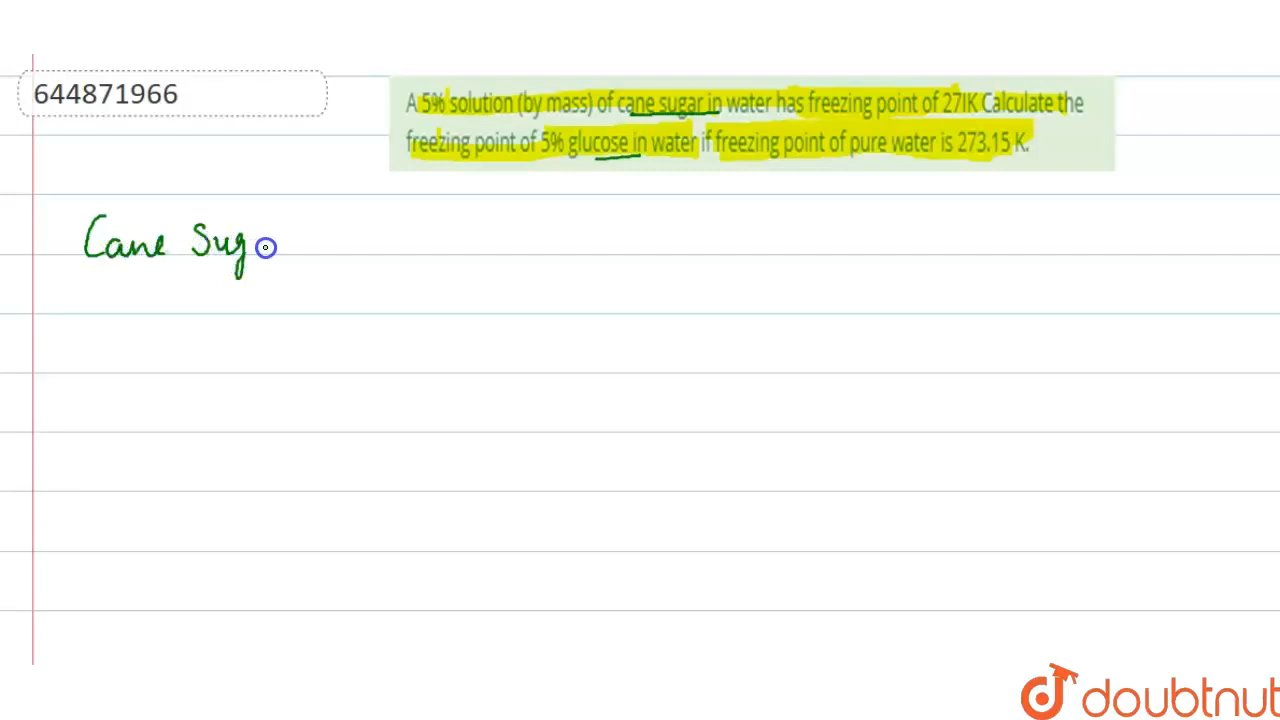 644871966
A 5% solution (by mass) of cane sugar in water has freezing point of 27IK Calculate the
freezing point of 5% glucose in water if freezing point of pure water is 273.15 K.
Cane Sug
doubtnut